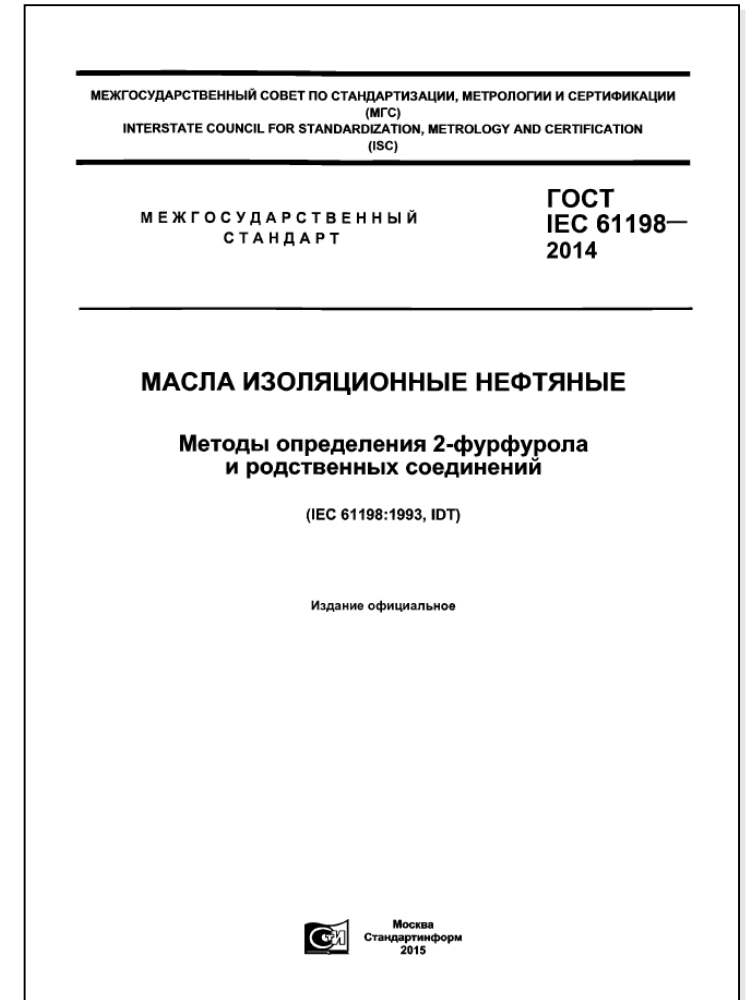 МЕЖГОСУДАРСТВЕННЫЙ СОВЕТ ПО СТАНДАРТИЗАЦИИ, МЕТРОЛОГИИ И СЕРТИФИКАЦИИ
(МГС)
INTERSTATE COUNCIL FOR STANDARDIZATION, METROLOGY AND CERTIFICATION
(ISC)
МЕЖГОСУДАРСТВЕННЫЙ
СТАНДАРТ
ГОСТ
IEC 61198—
2014
МАСЛА ИЗОЛЯЦИОННЫЕ НЕФТЯНЫЕ
Методы определения 2-фурфурола
и родственных соединений
(IEC 61198:1993, IDT)
Издание официальное
Москва
Стандартинформ
2015